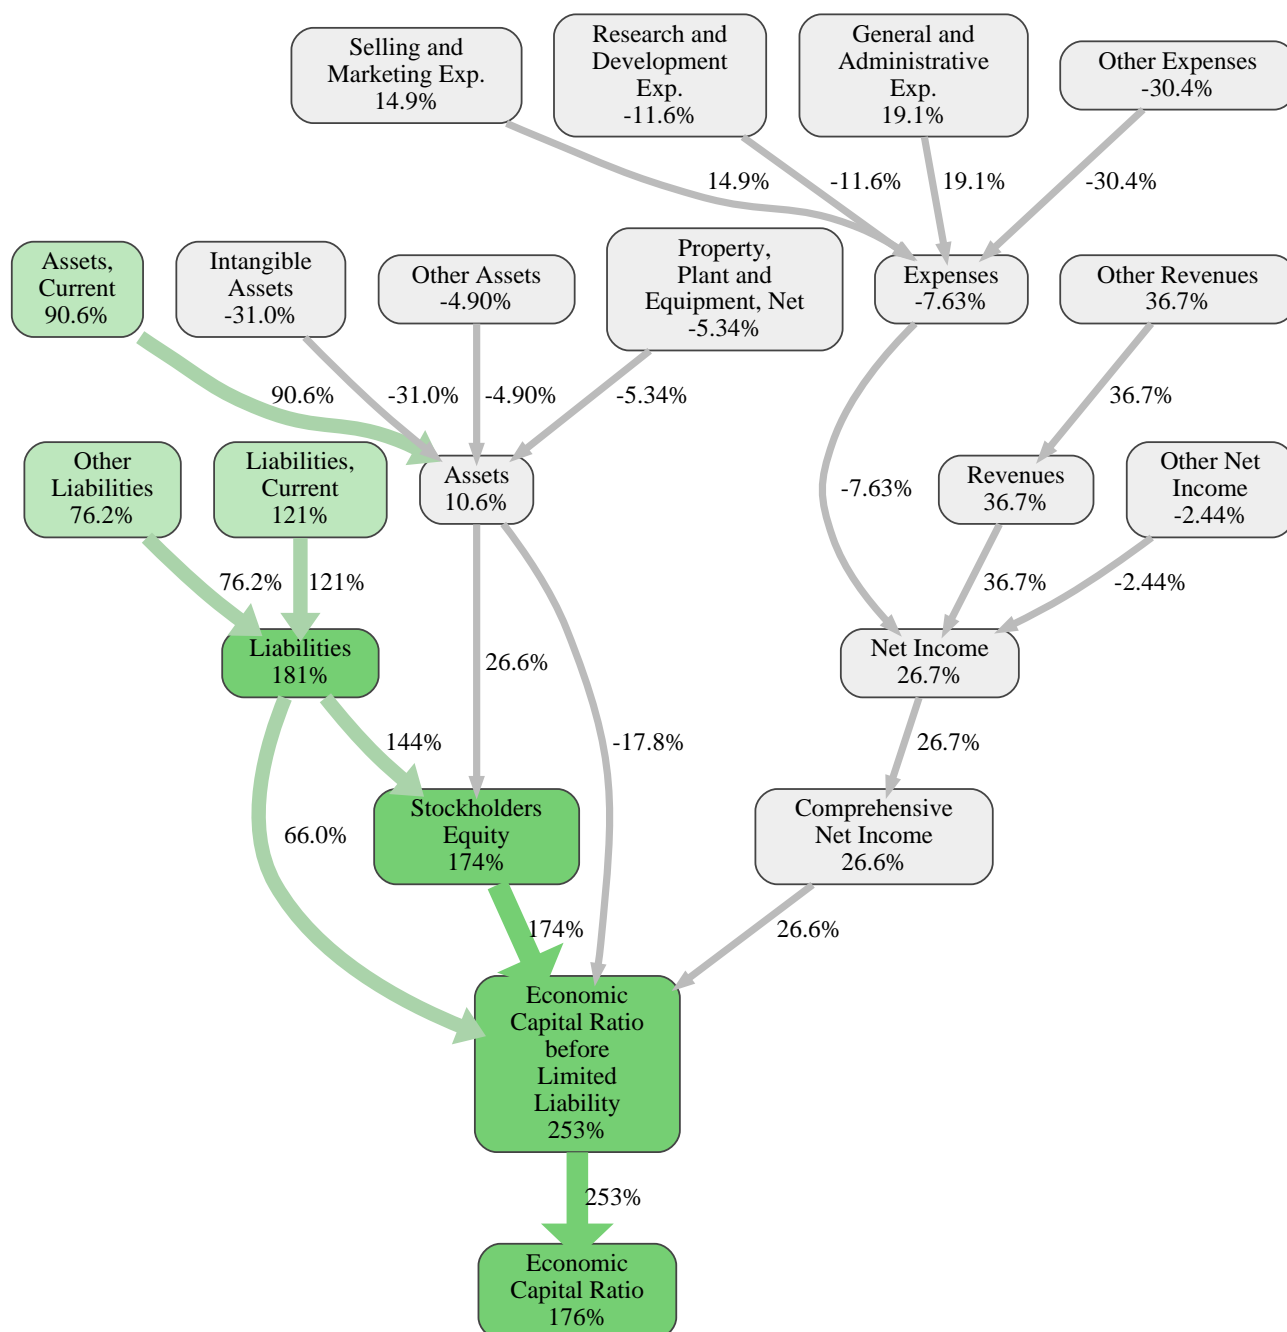 Selling and
Marketing Exp.
14.9%
Research and
Development
Exp.
-11.6%
General and
Administrative
Exp.
19.1%
Other Expenses
-30.4%
14.9%
-11.6%
19.1%
-30.4%
Assets,
Current
90.6%
Intangible
Assets
-31.0%
Other Assets
-4.90%
Property,
Plant and
Equipment, Net
-5.34%
Expenses
-7.63%
Other Revenues
36.7%
90.6%
-31.0%
-4.90%
-5.34%
36.7%
Other
Liabilities
76.2%
Liabilities,
Current
121%
Assets
10.6%
-7.63%
Revenues
36.7%
Other Net
Income
-2.44%
76.2%
121%
36.7%
-2.44%
Liabilities
181%
26.6%
Net Income
26.7%
144%
-17.8%
26.7%
66.0%
Stockholders
Equity
174%
Comprehensive
Net Income
26.6%
174%
26.6%
Economic
Capital Ratio
before
Limited
Liability
253%
253%
Economic
Capital Ratio
176%